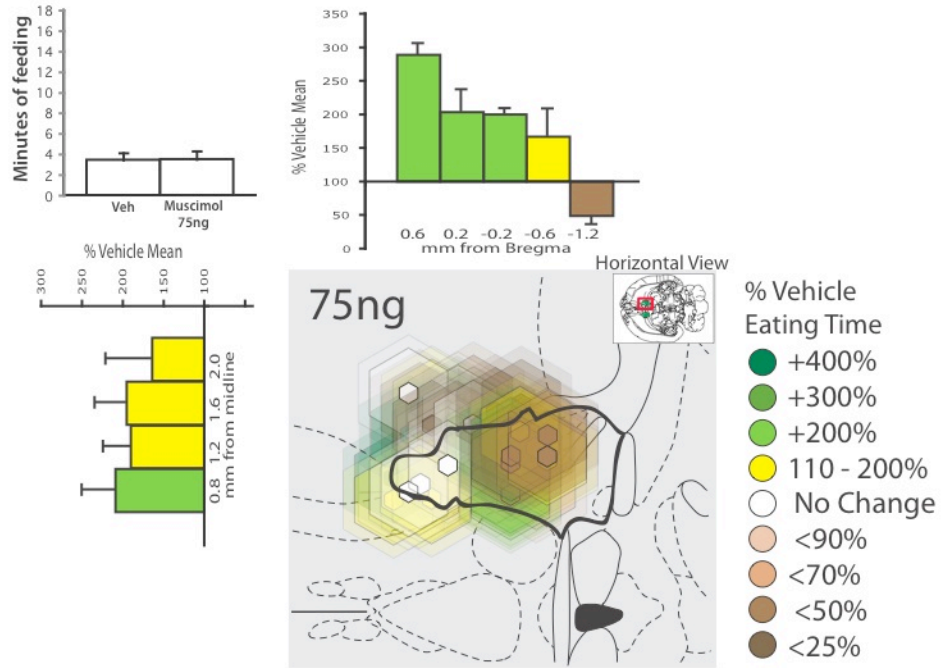 Minutes of feeding
18
16
14
12
10
8
6
4
2
0
Veh
Muscimol
75ng
% Vehicle Mean
350
300
250
200
150
100
50
0
0.6 0.2 -0.2 -0.6 -1.2
mm from Bregma
% Vehicle Mean
300 250 200 150 100
2.0
1.6
1.2
0.8
mm from midline
Horizontal View
75ng
% Vehicle
Eating Time
+400%
+300%
+200%
110 - 200%
No Change
<90%
<70%
<50%
<25%